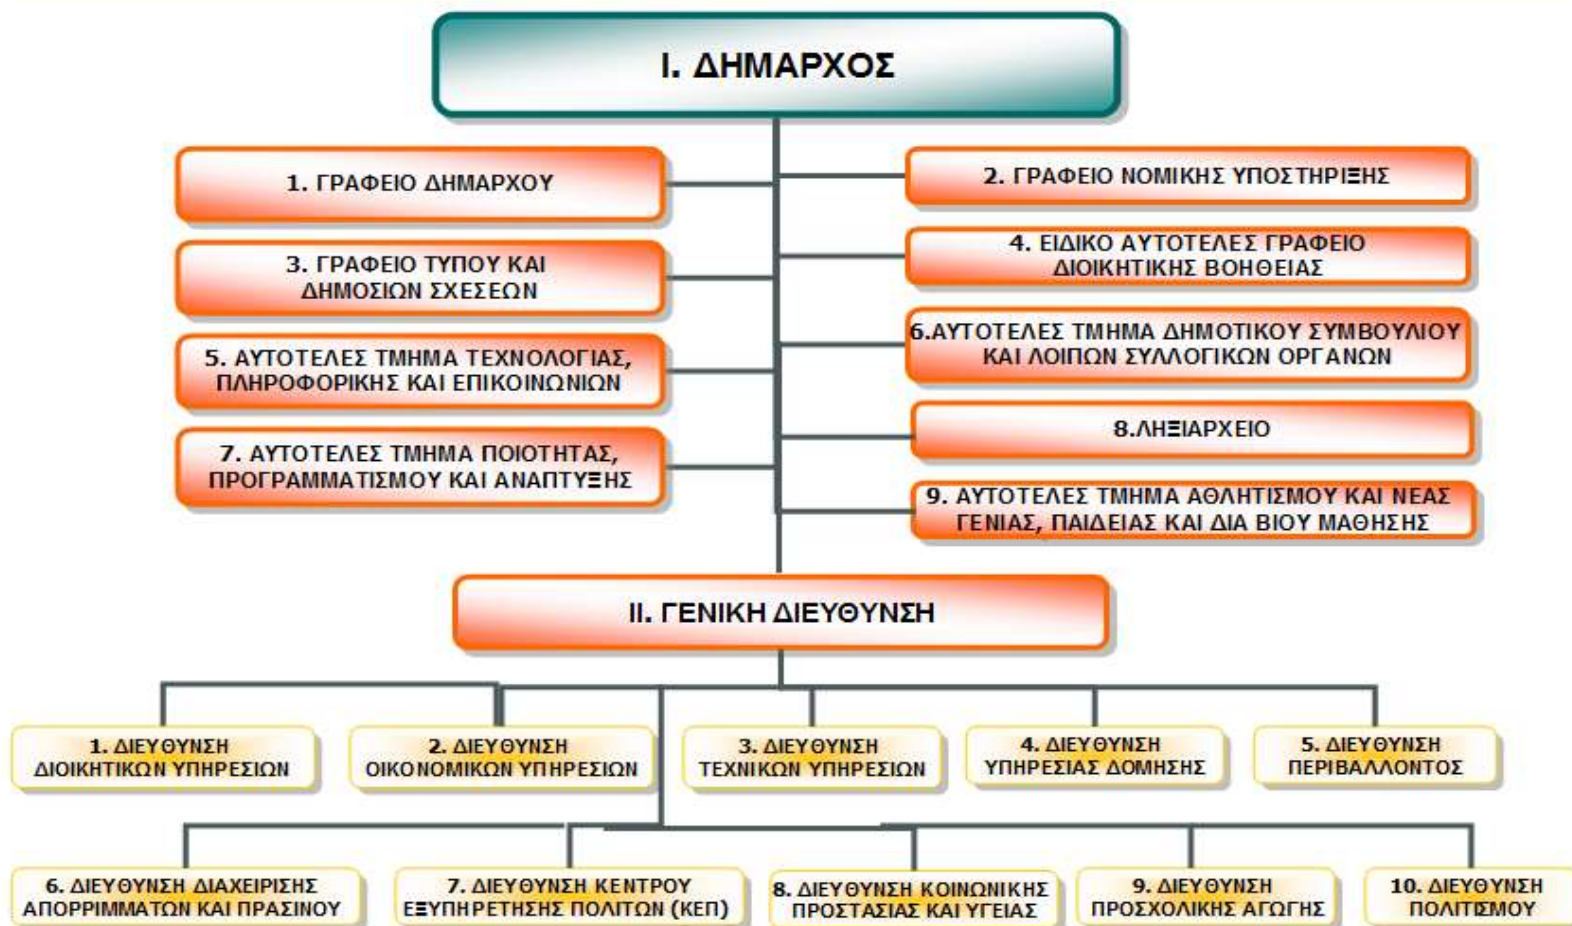 I. ΔΗΜΑΡΧΟΣ
1. ΓΡΑΦΕΙΟ ΔΗΜΑΡΧΟΥ
2. ΓΡΑΦΕΙΟ ΝΟΜΙΚΗΣ ΥΠΟΣΤΗΡΙΞΗΣ
3. ΓΡΑΦΕΙΟ ΤΥΠΟΥ ΚΑΙ
ΔΗΜΟΣΙΩΝ ΣΧΕΣΕΩΝ
4. ΕΙΔΙΚΟ ΑΥΤΟΤΕΛΕΣ ΓΡΑΦΕΙΟ
ΔΙΟΙΚΗΤΙΚΗΣ ΒΟΗΘΕΙΑΣ
5. ΑΥΤΟΤΕΛΕΣ ΤΜΗΜΑ ΤΕΧΝΟΛΟΓΙΑΣ,
ΠΛΗΡΟΦΟΡΙΚΗΣ ΚΑΙ ΕΠΙΚΟΙΝΩΝΙΩΝ
6.ΑΥΤΟΤΕΛΕΣ ΤΜΗΜΑ ΔΗΜΟΤΙΚΟΥ ΣΥΜΒΟΥΛΙΟΥ
ΚΑΙ ΛΟΙΠΩΝ ΣΥΛΛΟΓΙΚΩΝ ΟΡΓΑΝΩΝ
7. ΑΥΤΟΤΕΛΕΣ ΤΜΗΜΑ ΠΟΙΟΤΗΤΑΣ,
ΠΡΟΓΡΑΜΜΑΤΙΣΜΟΥ ΚΑΙ ΑΝΑΠΤΥΞΗΣ
8.ΛΗΞΙΑΡΧΕΙΟ
9. ΑΥΤΟΤΕΛΕΣ ΤΜΗΜΑ ΑΘΛΗΤΙΣΜΟΥ ΚΑΙ ΝΕΑΣ
ΓΕΝΙΑΣ, ΠΑΙΔΕΙΑΣ ΚΑΙ ΔΙΑ ΒΙΟΥ ΜΑΘΗΣΗΣ
II. ΓΕΝΙΚΗ ΔΙΕΥΘΥΝΣΗ
1. ΔΙΕΥΘΥΝΣΗ
ΔΙΟΙΚΗΤΙΚΩΝ ΥΠΗΡΕΣΙΩΝ
2. ΔΙΕΥΘΥΝΣΗ
ΟΙΚΟΝΟΜΙΚΩΝ ΥΠΗΡΕΣΙΩΝ
3. ΔΙΕΥΘΥΝΣΗ
ΤΕΧΝΙΚΩΝ ΥΠΗΡΕΣΙΩΝ
4. ΔΙΕΥΘΥΝΣΗ
ΥΠΗΡΕΣΙΑΣ ΔΟΜΗΣΗΣ
5. ΔΙΕΥΘΥΝΣΗ
ΠΕΡΙΒΑΛΛΟΝΤΟΣ
6. ΔΙΕΥΘΥΝΣΗ ΔΙΑΧΕΙΡΙΣΗΣ
ΑΠΟΡΡΙΜΜΑΤΩΝ ΚΑΙ ΠΡΑΣΙΝΟΥ
7. ΔΙΕΥΘΥΝΣΗ ΚΕΝΤΡΟΥ
ΕΞΥΠΗΡΕΤΗΣΗΣ ΠΟΛΙΤΩΝ (ΚΕΠ)
8. ΔΙΕΥΘΥΝΣΗ ΚΟΙΝΩΝΙΚΗΣ
ΠΡΟΣΤΑΣΙΑΣ ΚΑΙ ΥΓΕΙΑΣ
9. ΔΙΕΥΘΥΝΣΗ
ΠΡΟΣΧΟΛΙΚΗΣ ΑΓΩΓΗΣ
10. ΔΙΕΥΘΥΝΣΗ
ΠΟΛΙΤΙΣΜΟΥ